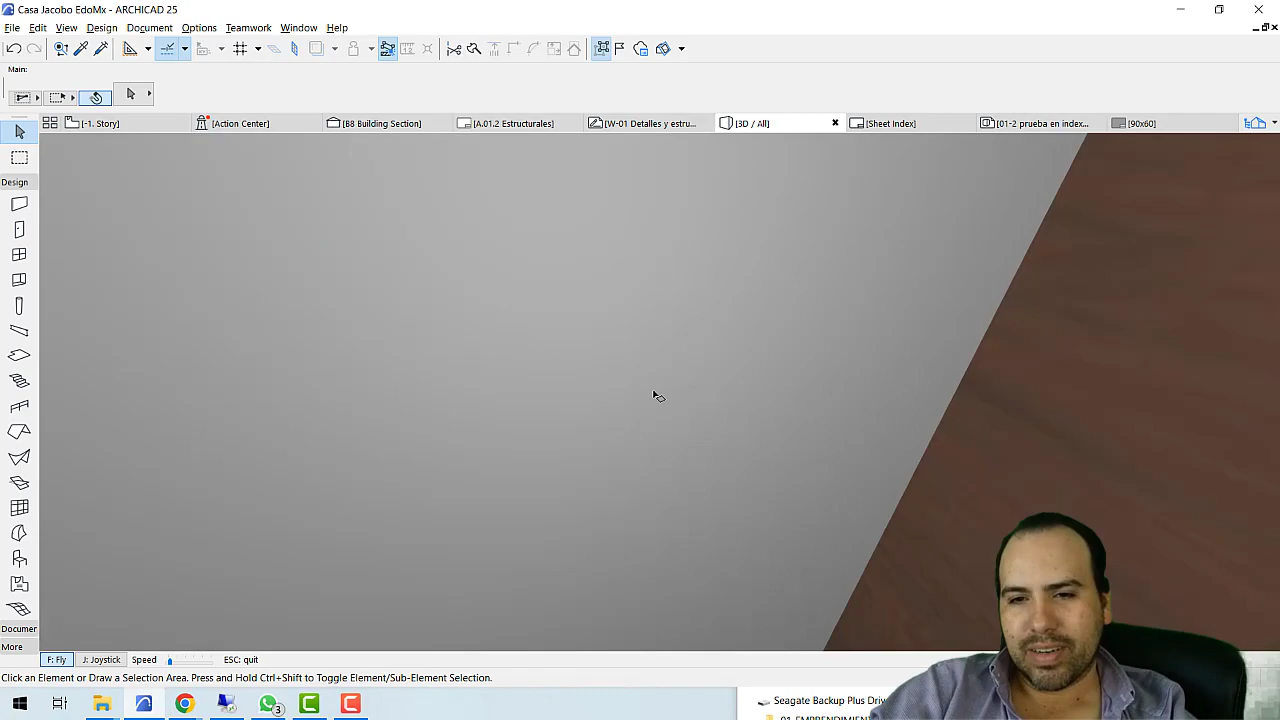 Casa Jacobo EdoMx - ARCHICAD 25
File Edit View Design Document Options Teamwork Window Help
Main:
[-1. Story] [Action Center] [B8 Building Section] [A.01.2 Estructurales] [W-01 Detalles y estru... [3D / All] [Sheet Index] [01-2 prueba en index... [90x60]
Design
Documen
More
F: Fly J: Joystick Speed ESC: quit
Click an Element or Draw a Selection Area. Press and Hold Ctrl+Shift to Toggle Element/Sub-Element Selection.
3
Seagate Backup Plus Driv